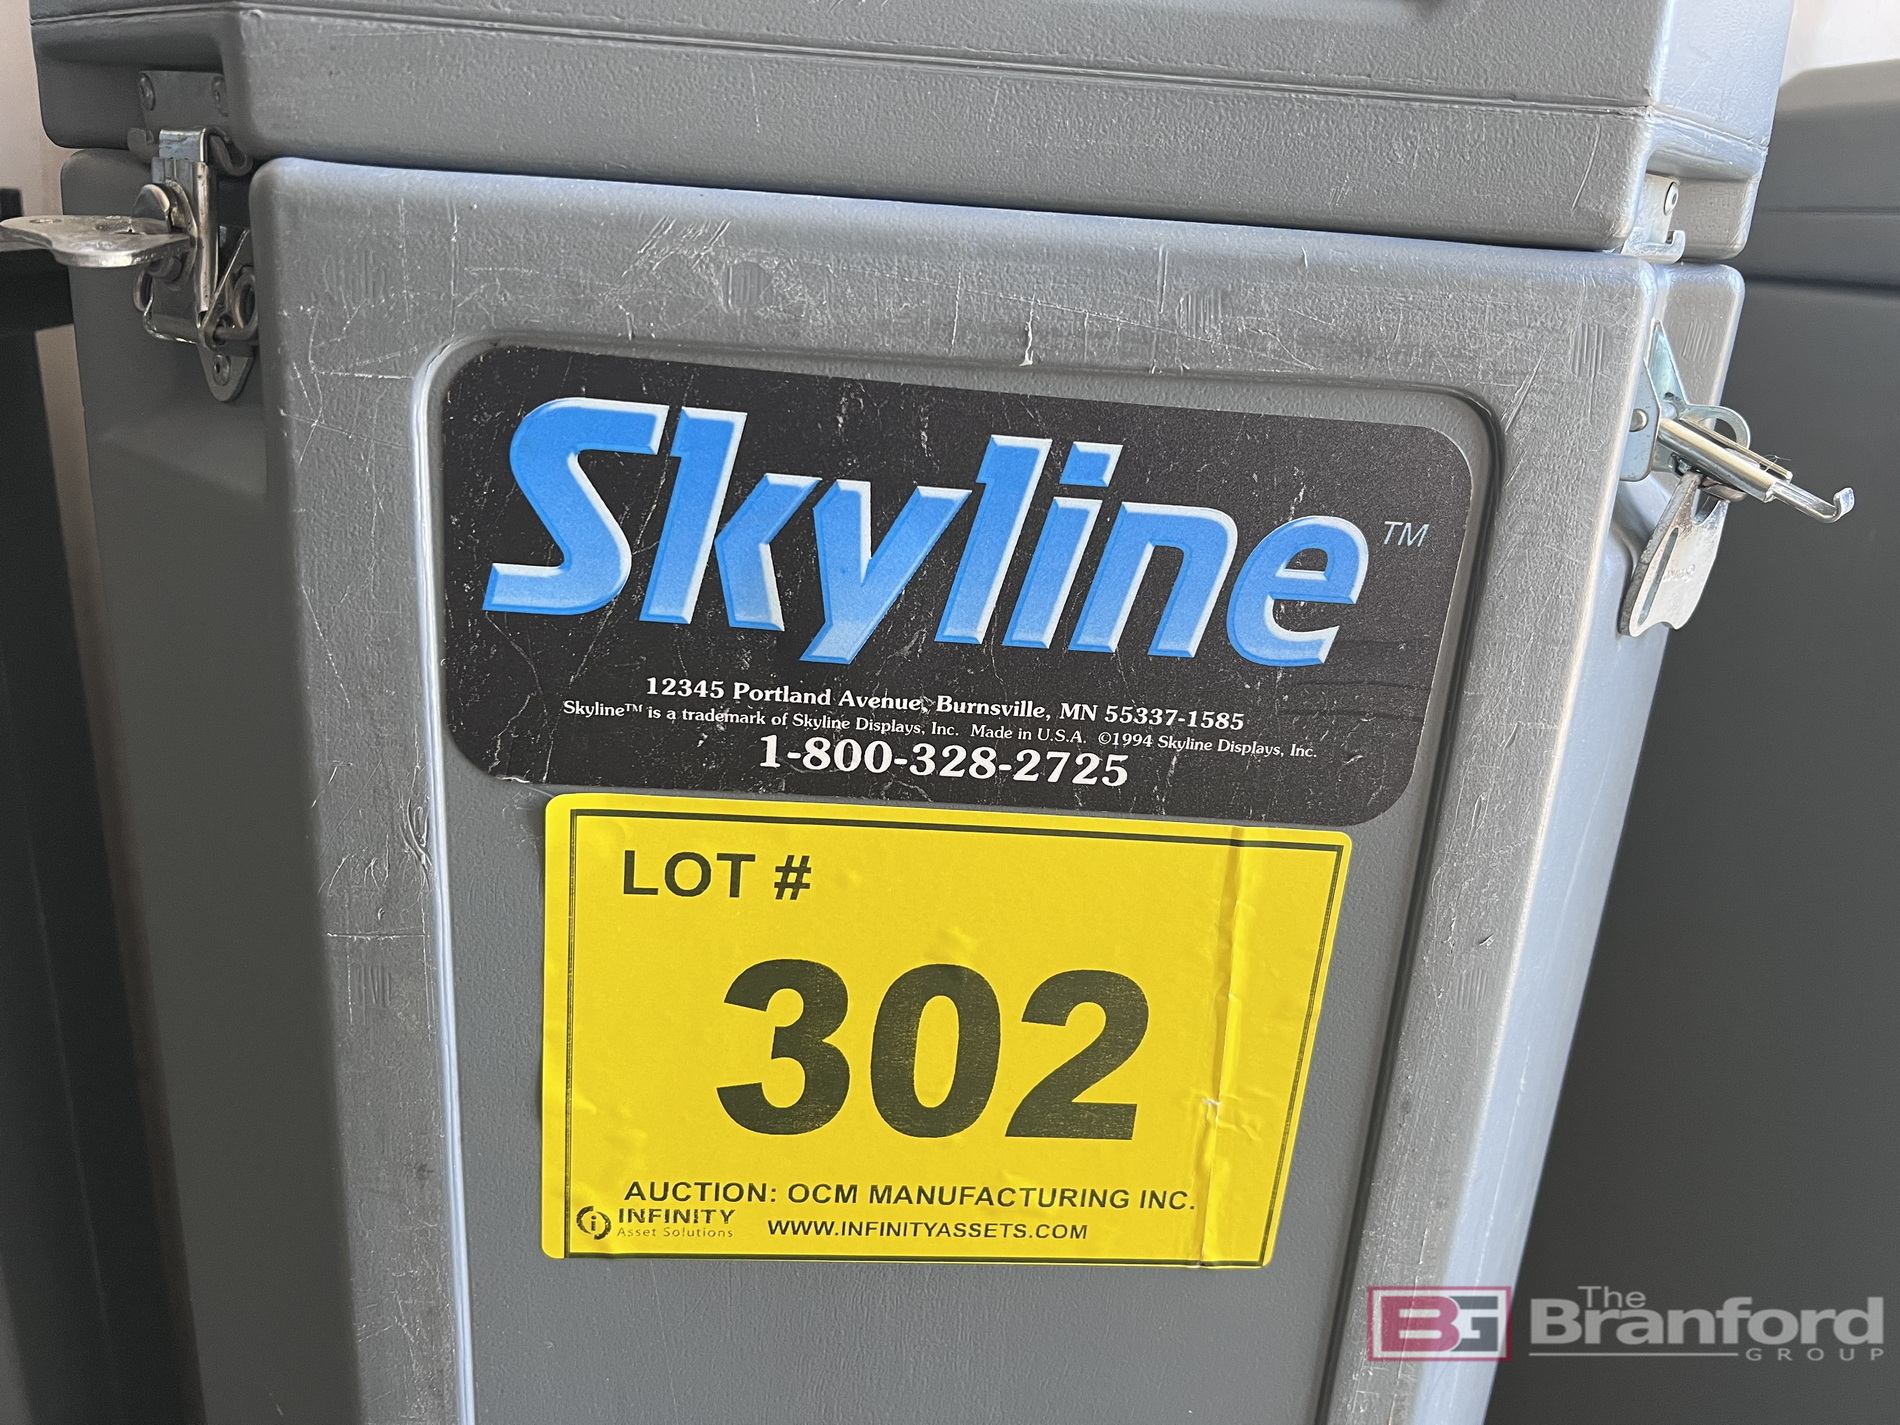 Skyline™
12345 Portland Avenue, Burnsville, MN 55337-1585
Skyline™ is a trademark of Skyline Displays, Inc. Made in U.S.A. ©1994 Skyline Displays, Inc.
1-800-328-2725
LOT #
302
AUCTION: OCM MANUFACTURING INC.
INFINITY
Asset Solutions
WWW.INFINITYASSETS.COM
BG
The
Branford
GROUP